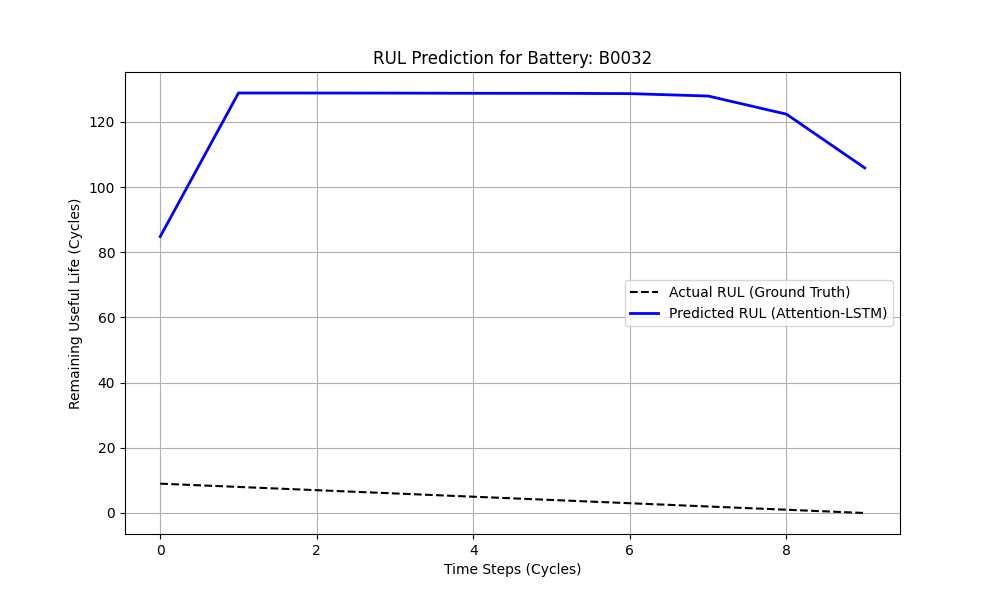 RUL Prediction for Battery: B0032
Remaining Useful Life (Cycles)
120
100
80
60
40
20
0
Actual RUL (Ground Truth)
Predicted RUL (Attention-LSTM)
0 2 4 6 8
Time Steps (Cycles)